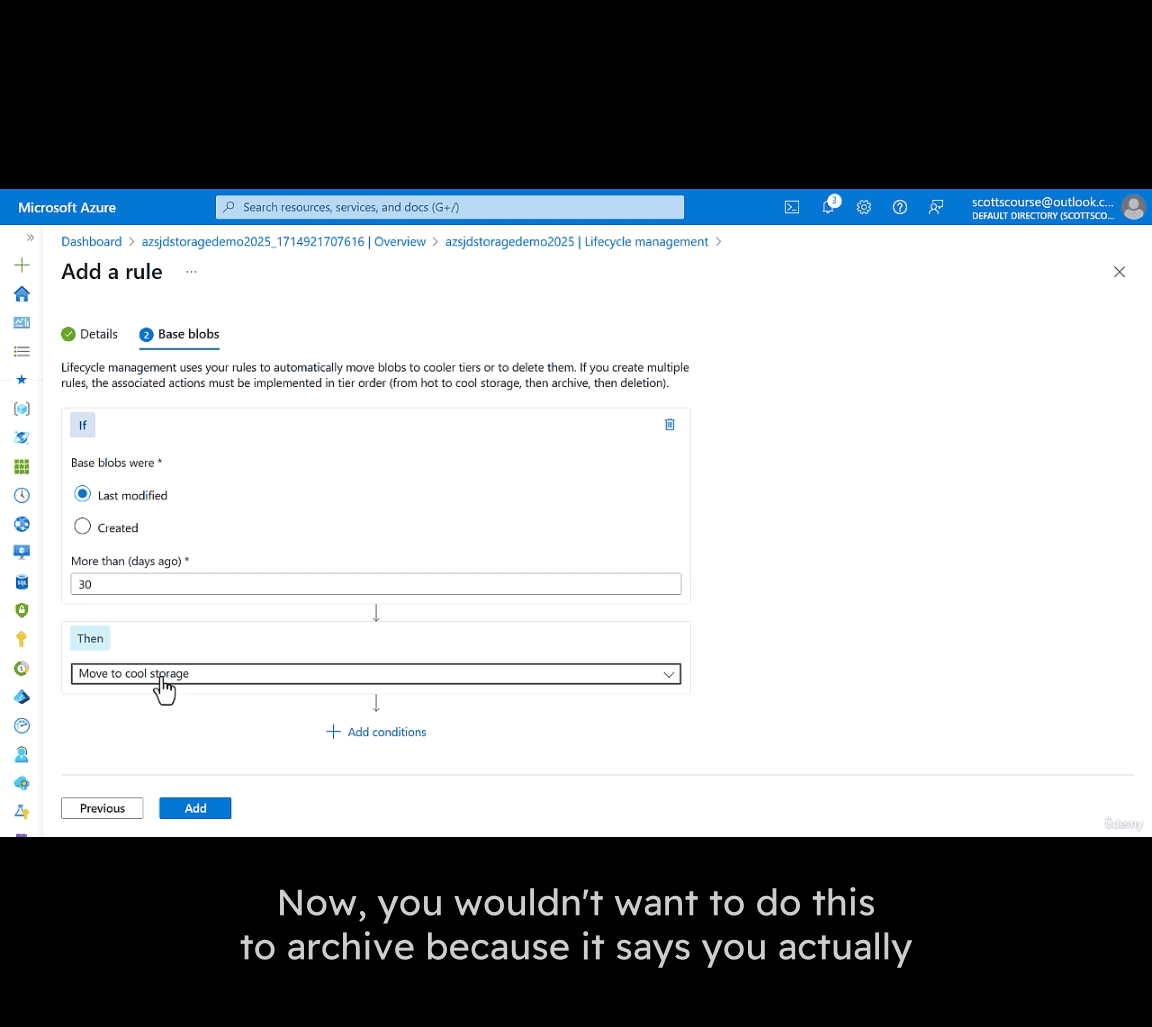 Microsoft Azure
Search resources, services, and docs (G+/)
3
scottscourse@outlook.c...
DEFAULT DIRECTORY (SCOTTSCO...
Dashboard > azsjdstoragedemo2025_1714921707616 | Overview > azsjdstoragedemo2025 | Lifecycle management >
Add a rule ...
Details
2 Base blobs
Lifecycle management uses your rules to automatically move blobs to cooler tiers or to delete them. If you create multiple
rules, the associated actions must be implemented in tier order (from hot to cool storage, then archive, then deletion).
If
Base blobs were *
Last modified
Created
More than (days ago) *
30
Then
Move to cool storage
Add conditions
Previous
Add
SQL
Udemy
Now, you wouldn't want to do this
to archive because it says you actually